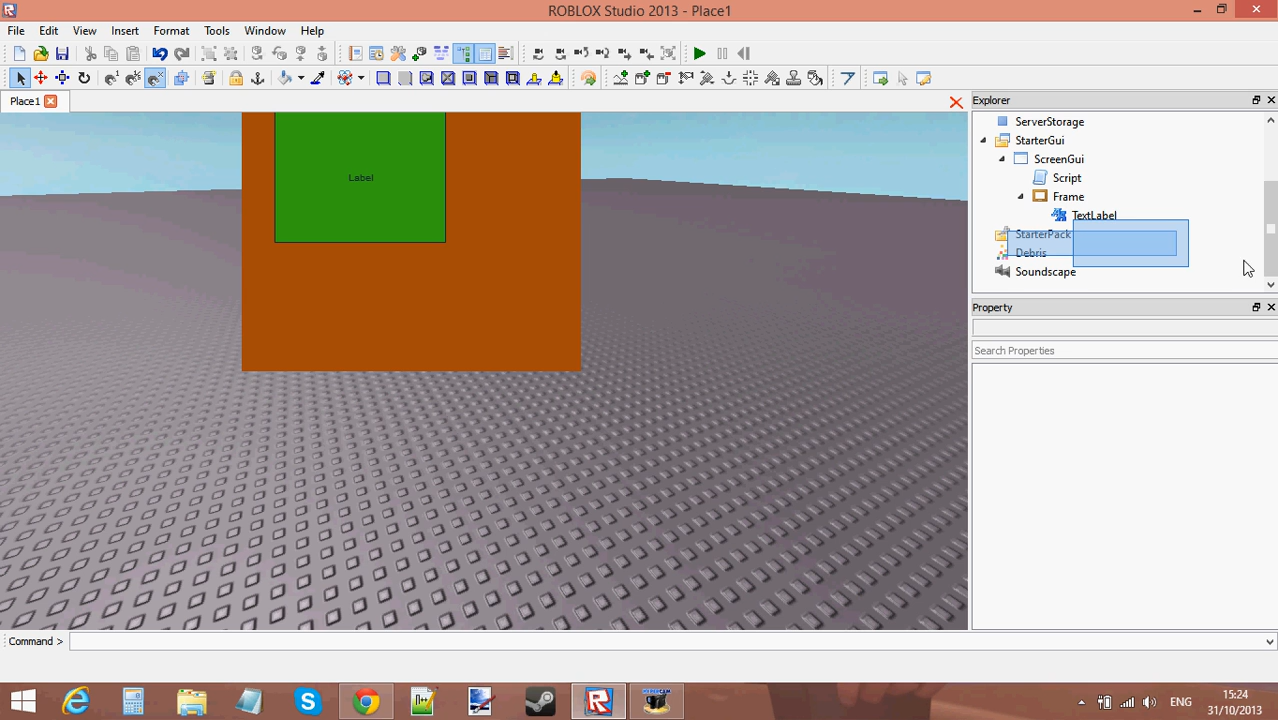 ROBLOX Studio 2013 - Place1
File Edit View Insert Format Tools Window Help
Place1
Explorer
ServerStorage
StarterGui
ScreenGui
Script
Frame
TextLabel
StarterPack
Debris
Soundscape
Label
Property
Search Properties
Command >
ENG
15:24
31/10/2013